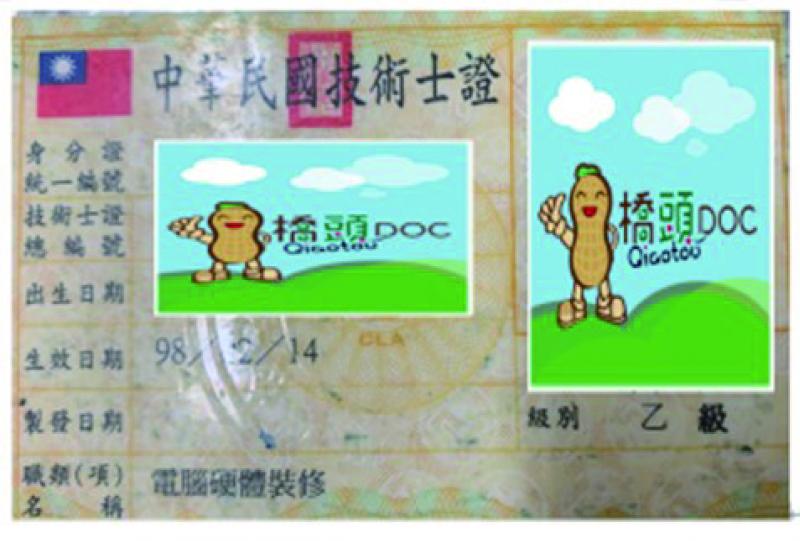 中華民國技術士證
身分證
統一編號
技術士證
總編號
出生日期
橋頭DOC
Qiaotou
橋頭DOC
Qiaotou
生效日期 98/12/14
CLA
製發日期
級別 乙級
職類(項)
名稱 電腦硬體裝修